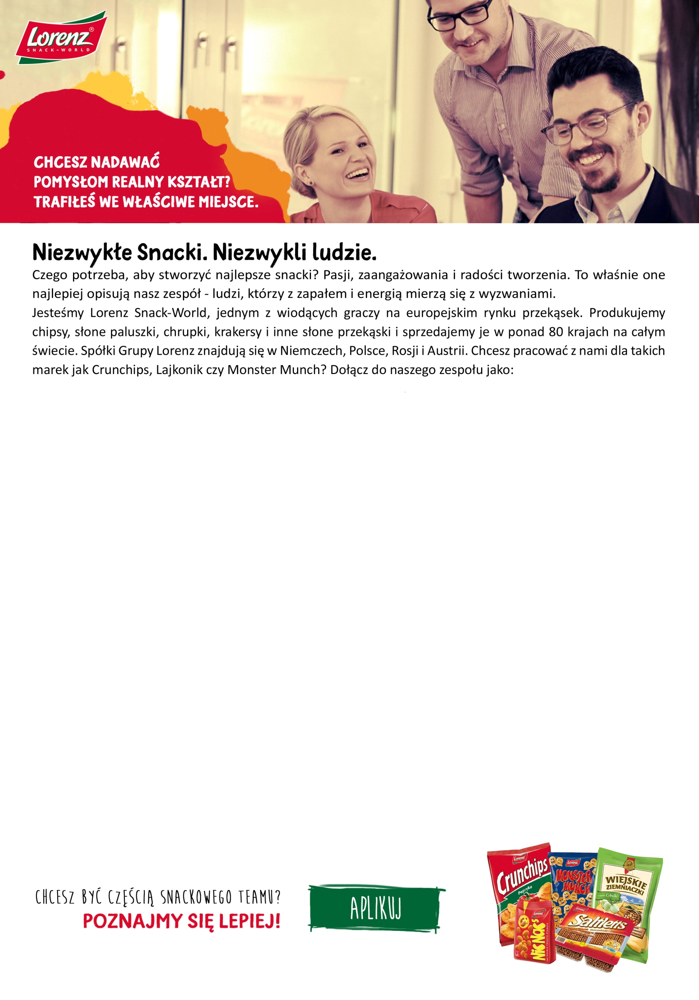 Lorenz®
SNACK-WORLD
CHCESZ NADAWAĆ
POMYSŁOM REALNY KSZTAŁT?
TRAFIŁEŚ WE WŁAŚCIWE MIEJSCE.
Niezwykłe Snacki. Niezwykli ludzie.
Czego potrzeba, aby stworzyć najlepsze snacki? Pasji, zaangażowania i radości tworzenia. To właśnie one
najlepiej opisują nasz zespół - ludzi, którzy z zapałem i energią mierzą się z wyzwaniami.
Jesteśmy Lorenz Snack-World, jednym z wiodących graczy na europejskim rynku przekąsek. Produkujemy
chipsy, słone paluszki, chrupki, krakersy i inne słone przekąski i sprzedajemy je w ponad 80 krajach na całym
świecie. Spółki Grupy Lorenz znajdują się w Niemczech, Polsce, Rosji i Austrii. Chcesz pracować z nami dla takich
marek jak Crunchips, Lajkonik czy Monster Munch? Dołącz do naszego zespołu jako:
CHCESZ BYĆ CZĘŚCIĄ SNACKOWEGO TEAMU?
POZNAJMY SIĘ LEPIEJ!
APLIKUJ
Lorenz
Crunchips
Papryka
Lorenz
MONSTER
MUNCH
WIEJSKIE
ZIEMNIACZKI
Cebulki
Lorenz
NIC NAC'S
THE DOUBLE CRUNCH PEANUTS
Lorenz
Saltletts
Słone paluszki